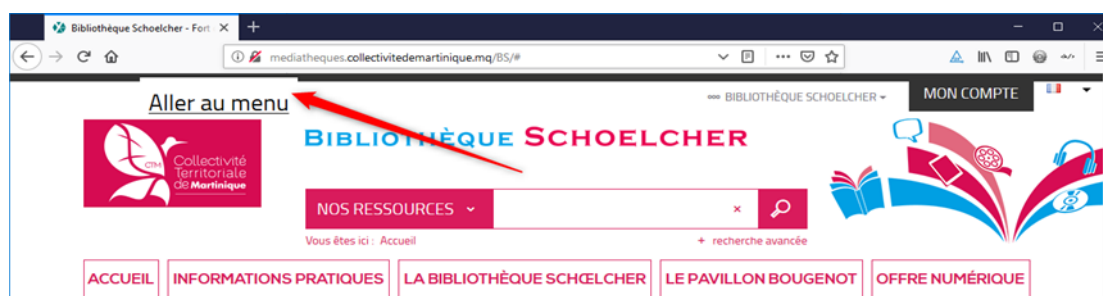 Bibliothèque Schoelcher - Fort
mediatheques.collectivitedemartinique.mq/BS/#
BIBLIOTHÈQUE SCHOELCHER
MON COMPTE
Aller au menu
CTM
Collectivité
Territoriale
de Martinique
BIBLIOTHÈQUE SCHOELCHER
NOS RESSOURCES
Vous êtes ici : Accueil
+ recherche avancée
ACCUEIL
INFORMATIONS PRATIQUES
LA BIBLIOTHÈQUE SCHŒLCHER
LE PAVILLON BOUGENOT
OFFRE NUMÉRIQUE